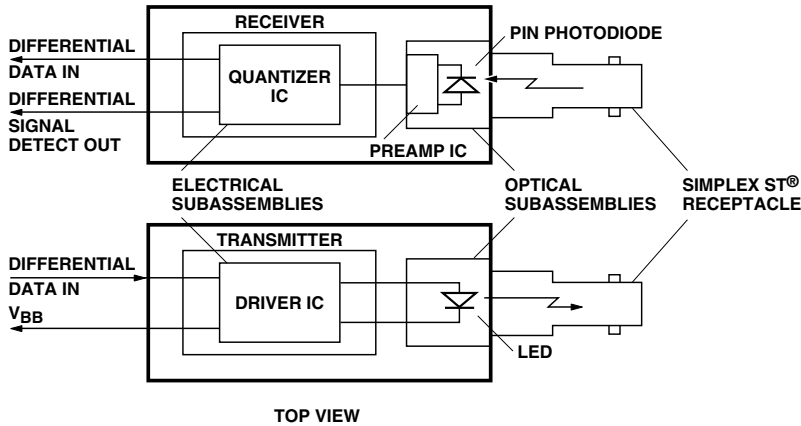 RECEIVER
PIN PHOTODIODE
DIFFERENTIAL
DATA IN
QUANTIZER
IC
DIFFERENTIAL
SIGNAL
DETECT OUT
PREAMP IC
ELECTRICAL
SUBASSEMBLIES
OPTICAL
SUBASSEMBLIES
SIMPLEX ST®
RECEPTACLE
TRANSMITTER
DIFFERENTIAL
DATA IN
DRIVER IC
VBB
LED
TOP VIEW